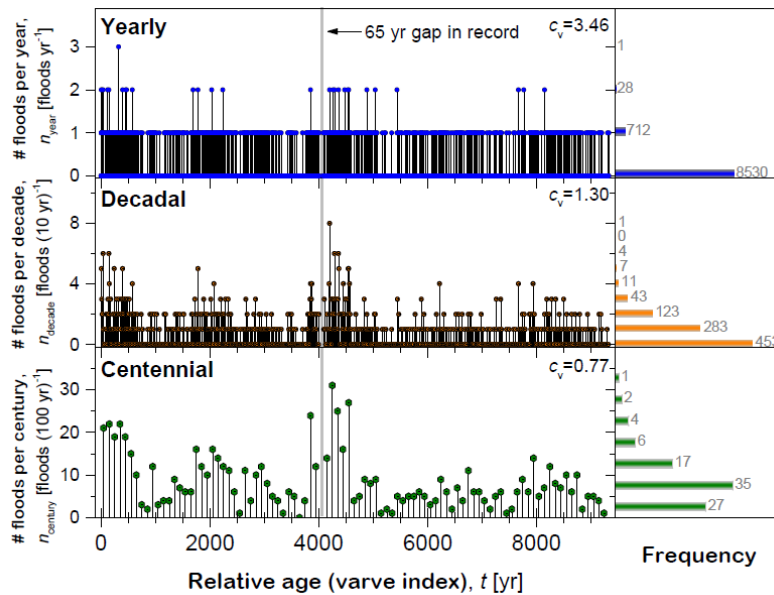 Yearly
65 yr gap in record
cv=3.46
# floods per year,
nyear [floods yr-1]
3
2
1
0
1
28
712
8530
Decadal
cv=1.30
# floods per decade,
ndecade [floods (10 yr)-1]
8
4
0
1
0
4
7
11
43
123
283
452
Centennial
cv=0.77
# floods per century,
ncentury [floods (100 yr)-1]
30
20
10
0
1
2
4
6
17
35
27
0
2000
4000
6000
8000
Relative age (varve index), t [yr]
Frequency